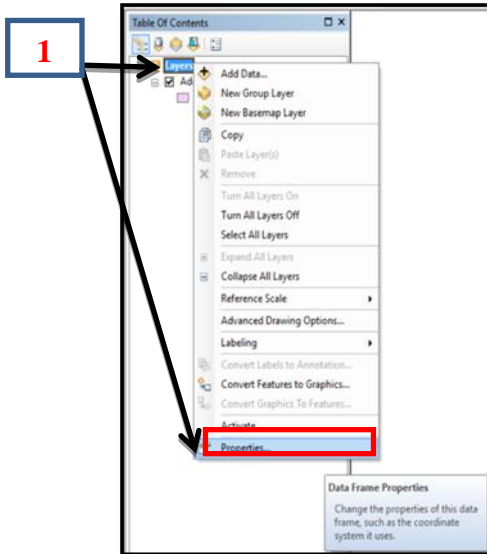 Table Of Contents
1
Layers
Ad
Add Data...
New Group Layer
New Basemap Layer
Copy
Paste Layer(s)
Remove
Turn All Layers On
Turn All Layers Off
Select All Layers
Expand All Layers
Collapse All Layers
Reference Scale
Advanced Drawing Options...
Labeling
Convert Labels to Annotation...
Convert Features to Graphics...
Convert Graphics To Features...
Activate
Properties...
Data Frame Properties
Change the properties of this data
frame, such as the coordinate
system it uses.